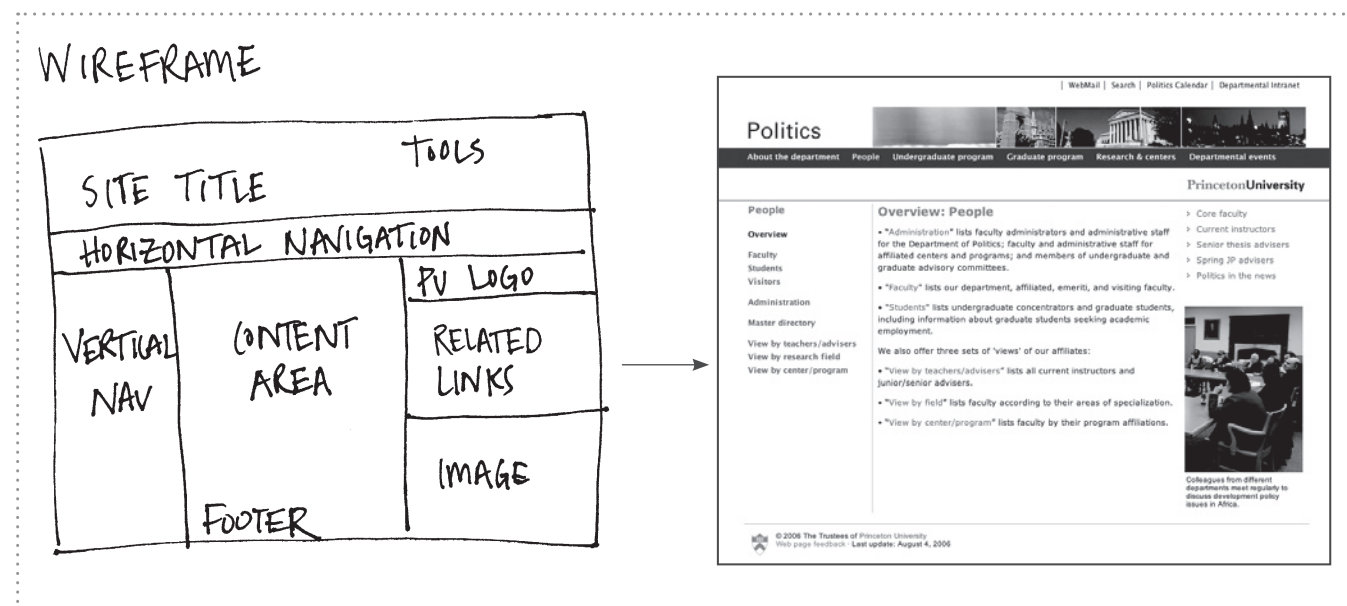 WIREFRAME
TOOLS
SITE TITLE
HORIZONTAL NAVIGATION
PU LOGO
VERTICAL
NAV
CONTENT
AREA
RELATED
LINKS
IMAGE
FOOTER
| WebMail | Search | Politics Calendar | Departmental Intranet
Politics
About the department People Undergraduate program Graduate program Research & centers Departmental events
PrincetonUniversity
People
Overview
Faculty
Students
Visitors
Administration
Master directory
View by teachers/advisers
View by research field
View by center/program
Overview: People
• "Administration" lists faculty administrators and administrative staff
for the Department of Politics; faculty and administrative staff for
affiliated centers and programs; and members of undergraduate and
graduate advisory committees.
• "Faculty" lists our department, affiliated, emeriti, and visiting faculty.
• "Students" lists undergraduate concentrators and graduate students,
including information about graduate students seeking academic
employment.
We also offer three sets of 'views' of our affiliates:
• "View by teachers/advisers" lists all current instructors and
junior/senior advisers.
• "View by field" lists faculty according to their areas of specialization.
• "View by center/program" lists faculty by their program affiliations.
› Core faculty
› Current instructors
› Senior thesis advisers
› Spring JP advisers
› Politics in the news
Colleagues from different
departments meet regularly to
discuss development policy
issues in Africa.
© 2006 The Trustees of Princeton University
Web page feedback · Last update: August 4, 2006